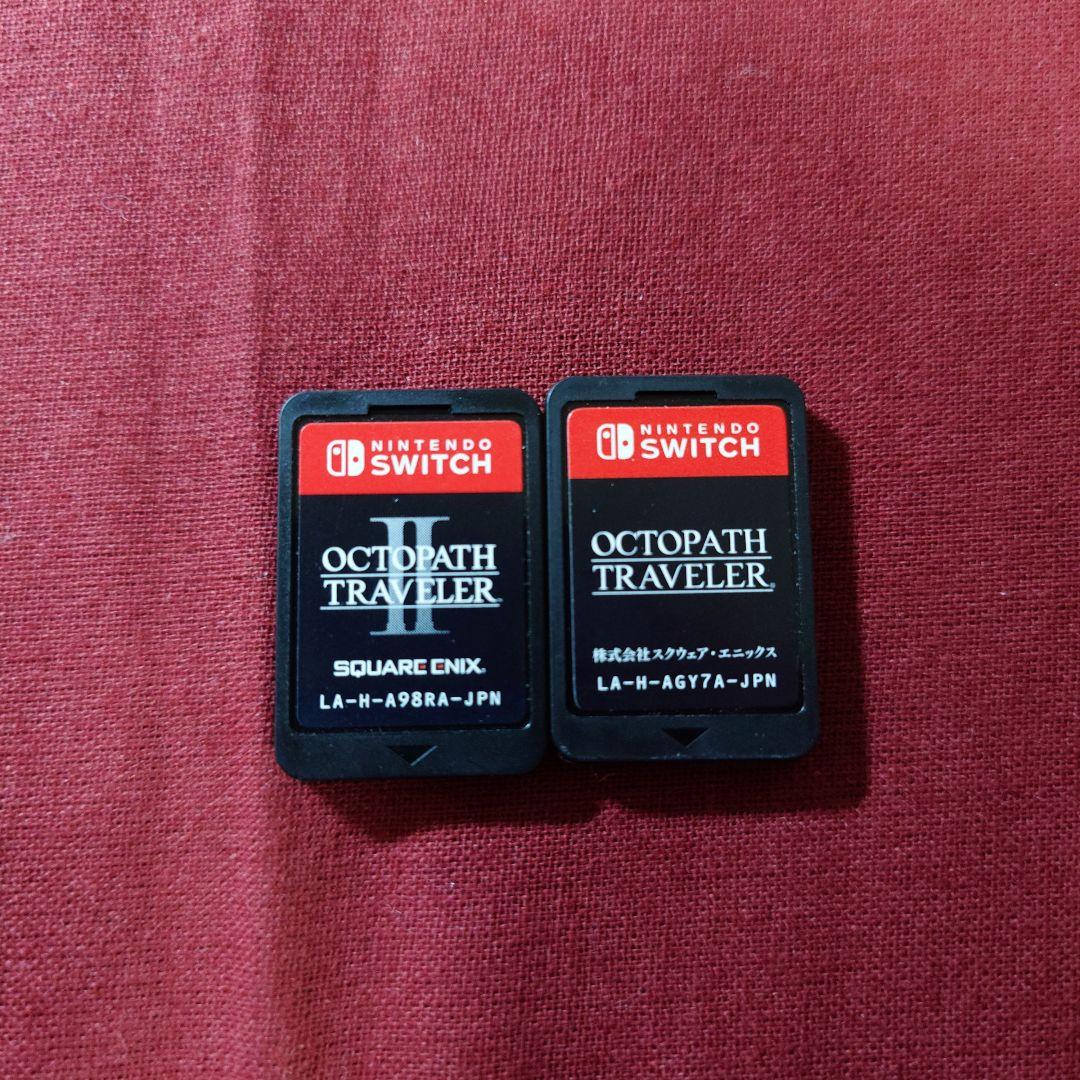 NINTENDO
SWITCH
II
OCTOPATH
TRAVELER
SQUARE ENIX®
LA-H-A98RA-JPN
NINTENDO
SWITCH
OCTOPATH
TRAVELER®
株式会社スクウェア・エニックス
LA-H-AGY7A-JPN